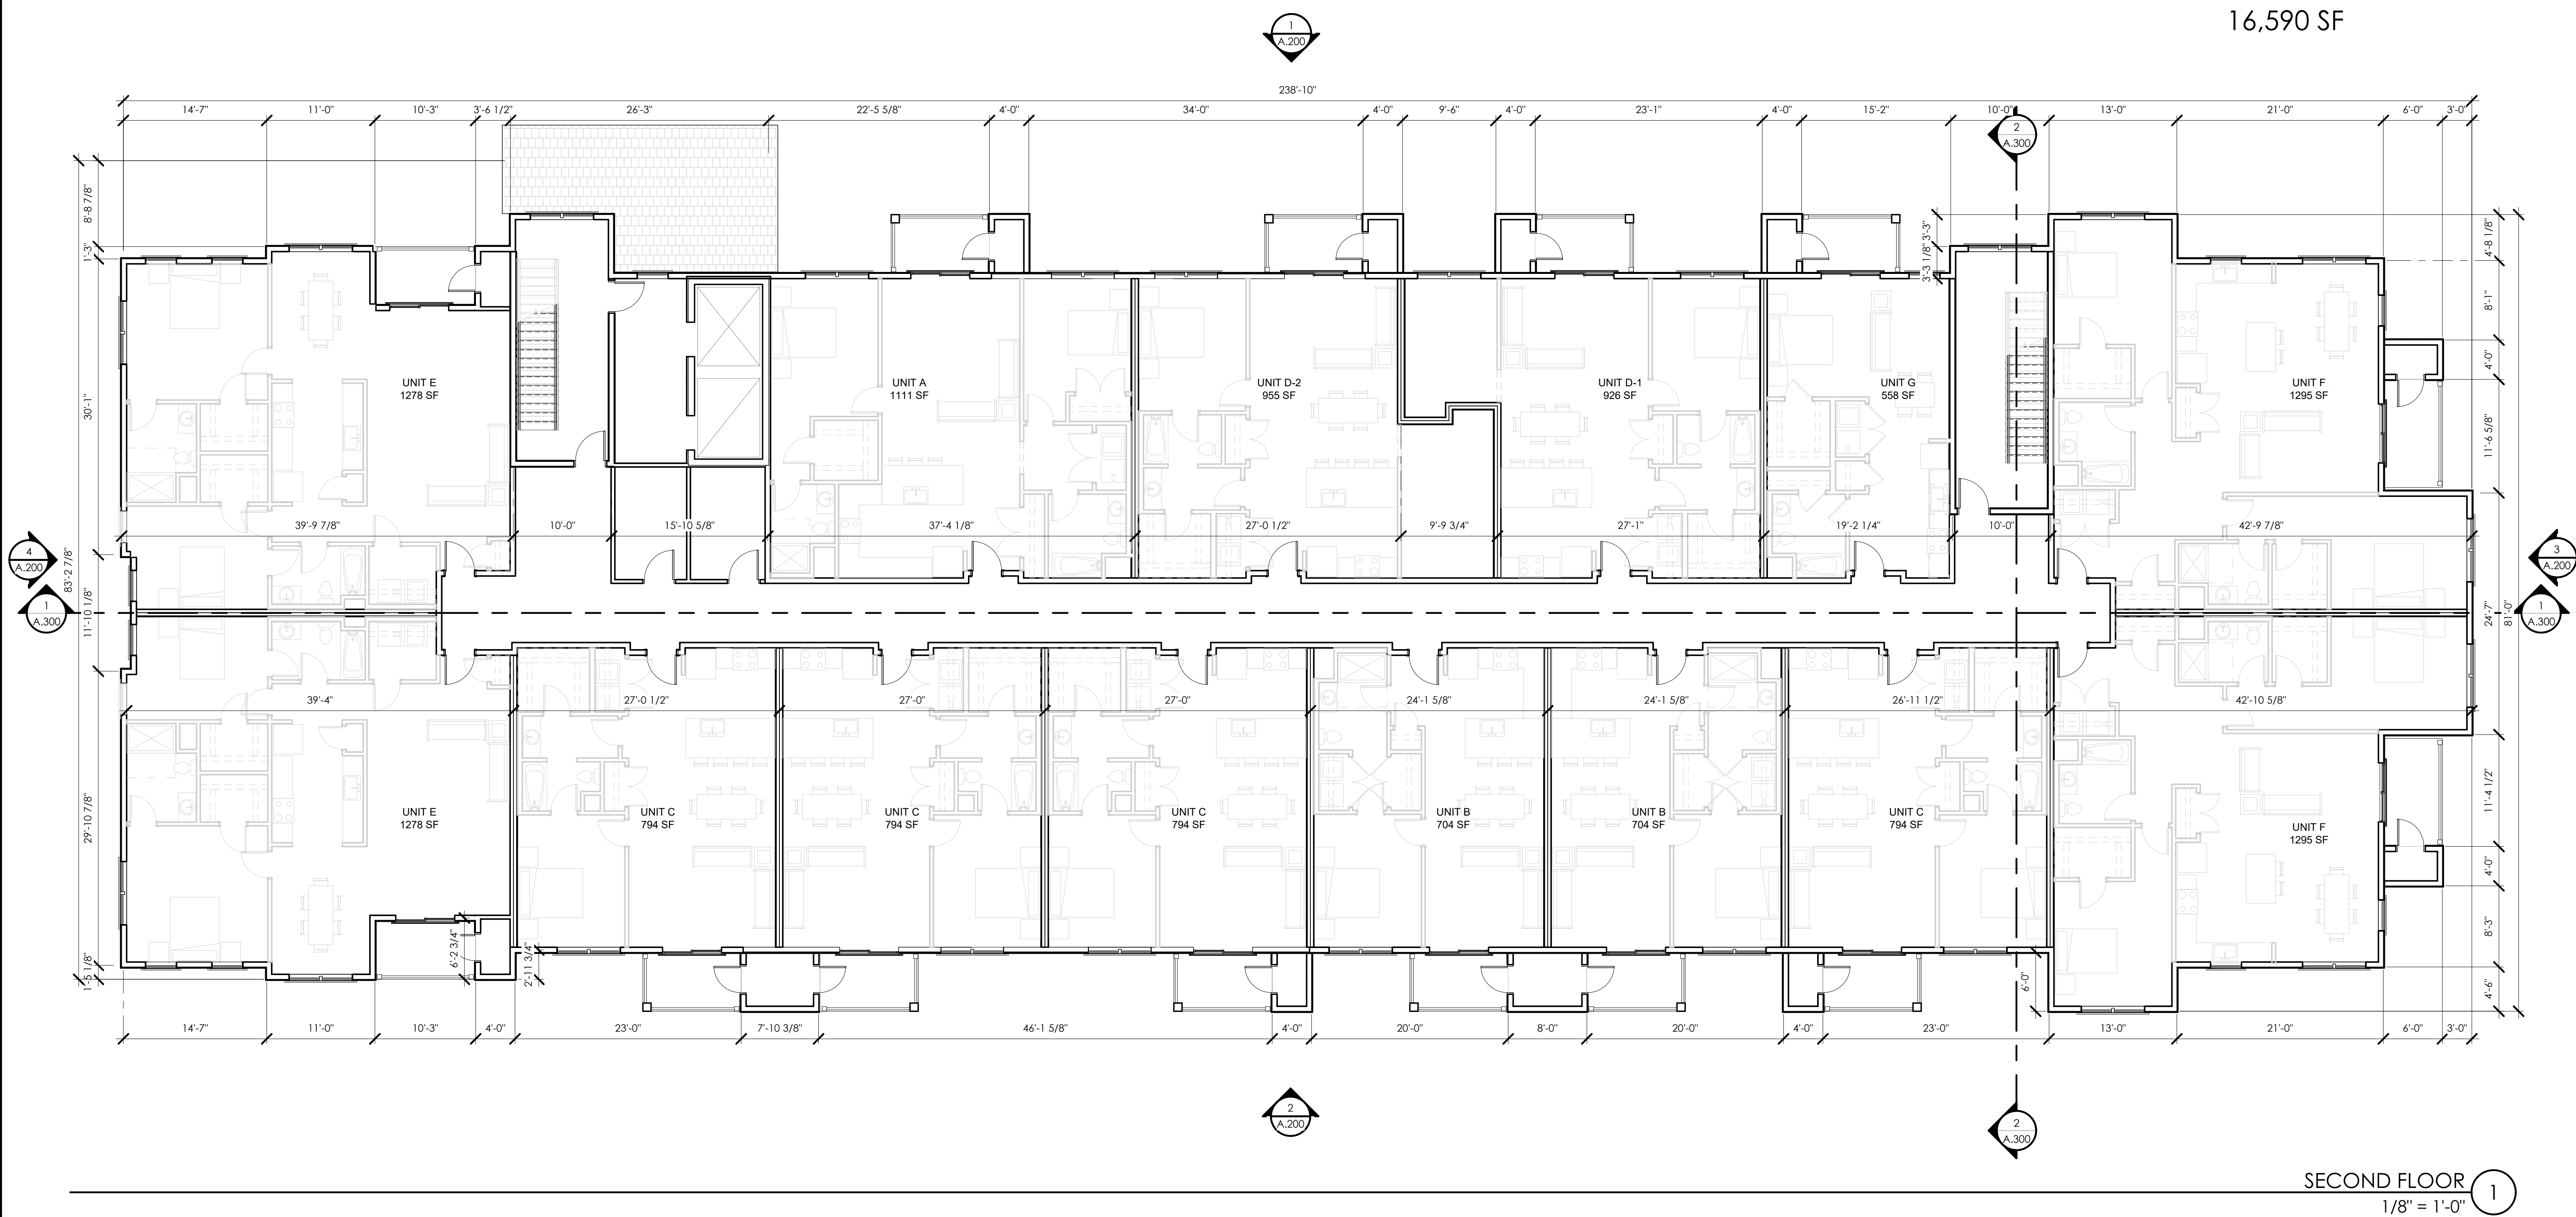 16,590 SF
1
A.200
238'-10"
14'-7"
11'-0"
10'-3"
3'-6 1/2"
26'-3"
22'-5 5/8"
4'-0"
34'-0"
4'-0"
9'-6"
4'-0"
23'-1"
4'-0"
15'-2"
10'-0"
13'-0"
21'-0"
6'-0"
3'-0"
2
A.300
8'-8 7/8"
1'-3"
30'-1"
83'-2 7/8"
11'-10 1/8"
29'-10 7/8"
1'-5 1/8"
3'-3"
3'-3 1/8"
4'-8 1/8"
8'-1"
4'-0"
11'-6 5/8"
24'-7"
81'-0"
11'-4 1/2"
4'-0"
8'-3"
4'-6"
UNIT E
1278 SF
UNIT A
1111 SF
UNIT D-2
955 SF
UNIT D-1
926 SF
UNIT G
558 SF
UNIT F
1295 SF
39'-9 7/8"
10'-0"
15'-10 5/8"
37'-4 1/8"
27'-0 1/2"
9'-9 3/4"
27'-1"
19'-2 1/4"
10'-0"
42'-9 7/8"
4
A.200
1
A.300
3
A.200
1
A.300
39'-4"
27'-0 1/2"
27'-0"
27'-0"
24'-1 5/8"
24'-1 5/8"
26'-11 1/2"
42'-10 5/8"
UNIT E
1278 SF
UNIT C
794 SF
UNIT C
794 SF
UNIT C
794 SF
UNIT B
704 SF
UNIT B
704 SF
UNIT C
794 SF
UNIT F
1295 SF
6'-2 3/4"
2'-11 3/4"
6'-0"
14'-7"
11'-0"
10'-3"
4'-0"
23'-0"
7'-10 3/8"
46'-1 5/8"
4'-0"
20'-0"
8'-0"
20'-0"
4'-0"
23'-0"
13'-0"
21'-0"
6'-0"
3'-0"
2
A.200
2
A.300
SECOND FLOOR
1
1/8" = 1'-0"